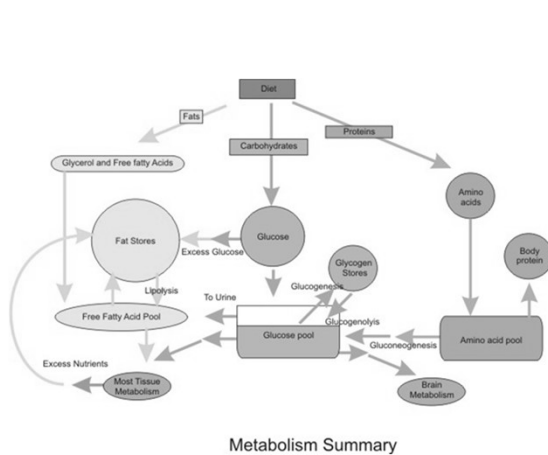 Diet
Fats
Carbohydrates
Proteins
Glycerol and Free fatty Acids
Amino
acids
Fat Stores
Glucose
Excess Glucose
Body
protein
Glycogen
Stores
Glucogenesis
Lipolysis
To Urine
Free Fatty Acid Pool
Glucogenolyis
Glucose pool
Gluconeogenesis
Amino acid pool
Excess Nutrients
Most Tissue
Metabolism
Brain
Metabolism
Metabolism Summary